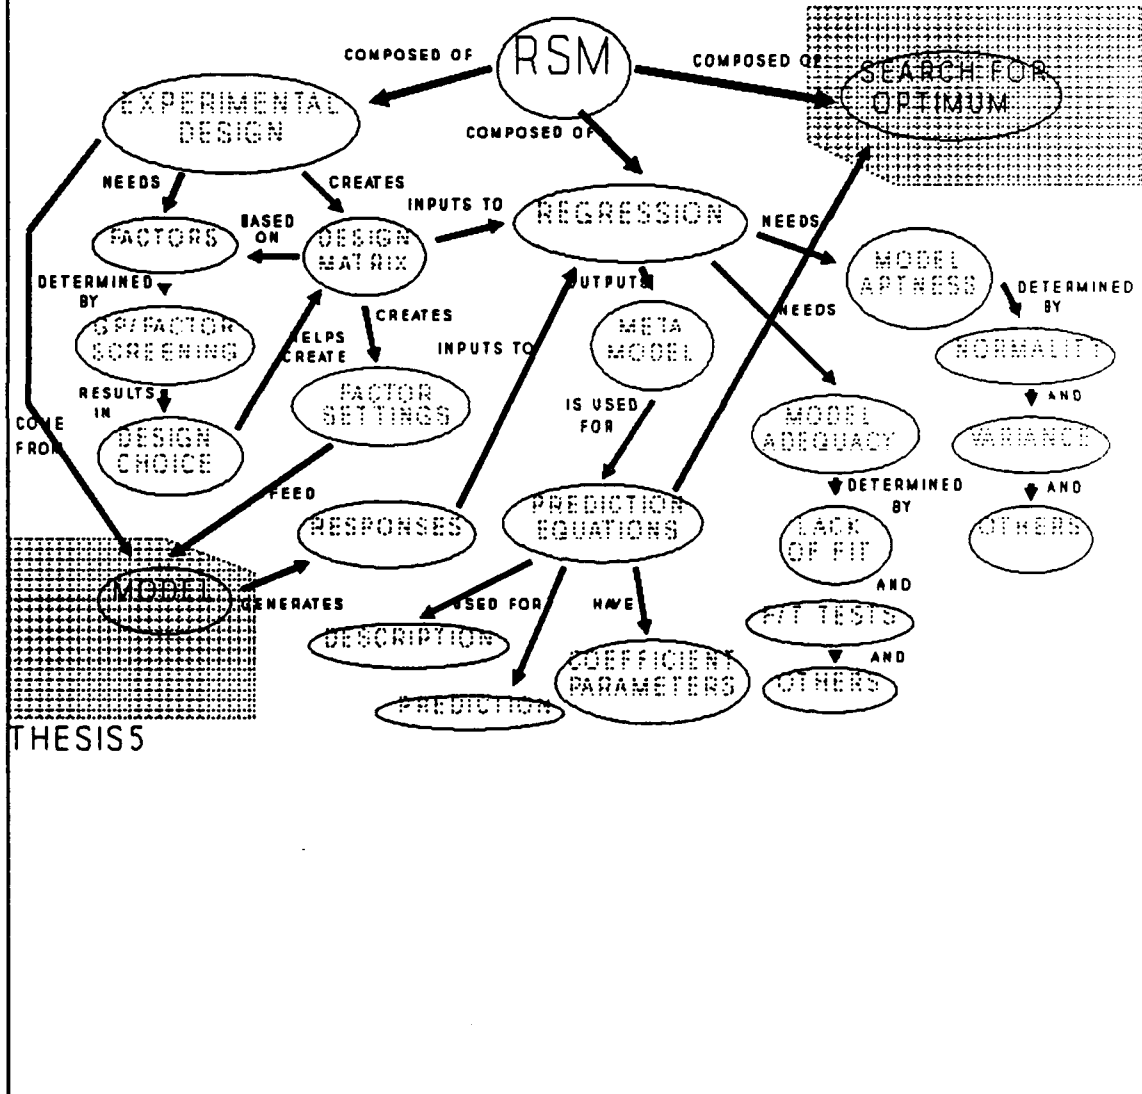 RSM
COMPOSED OF
COMPOSED OF
COMPOSED OF
SEARCH FOR
OPTIMUM
EXPERIMENTAL
DESIGN
NEEDS
CREATES
INPUTS TO
REGRESSION
NEEDS
FACTORS
BASED
ON
DESIGN
MATRIX
MODEL
APTNESS
DETERMINED
BY
DETERMINED
BY
OUTPUTS
NEEDS
GP/FACTOR
SCREENING
HELPS
CREATE
CREATES
INPUTS TO
META
MODEL
NORMALITY
RESULTS
IN
FACTOR
SETTINGS
IS USED
FOR
AND
COME
FROM
DESIGN
CHOICE
MODEL
ADEQUACY
VARIANCE
FEED
DETERMINED
BY
AND
RESPONSES
PREDICTION
EQUATIONS
LACK
OF FIT
OTHERS
MODEL
GENERATES
USED FOR
HAVE
AND
F/T TESTS
DESCRIPTION
COEFFICIENT
PARAMETERS
AND
OTHERS
PREDICTION
THESIS5